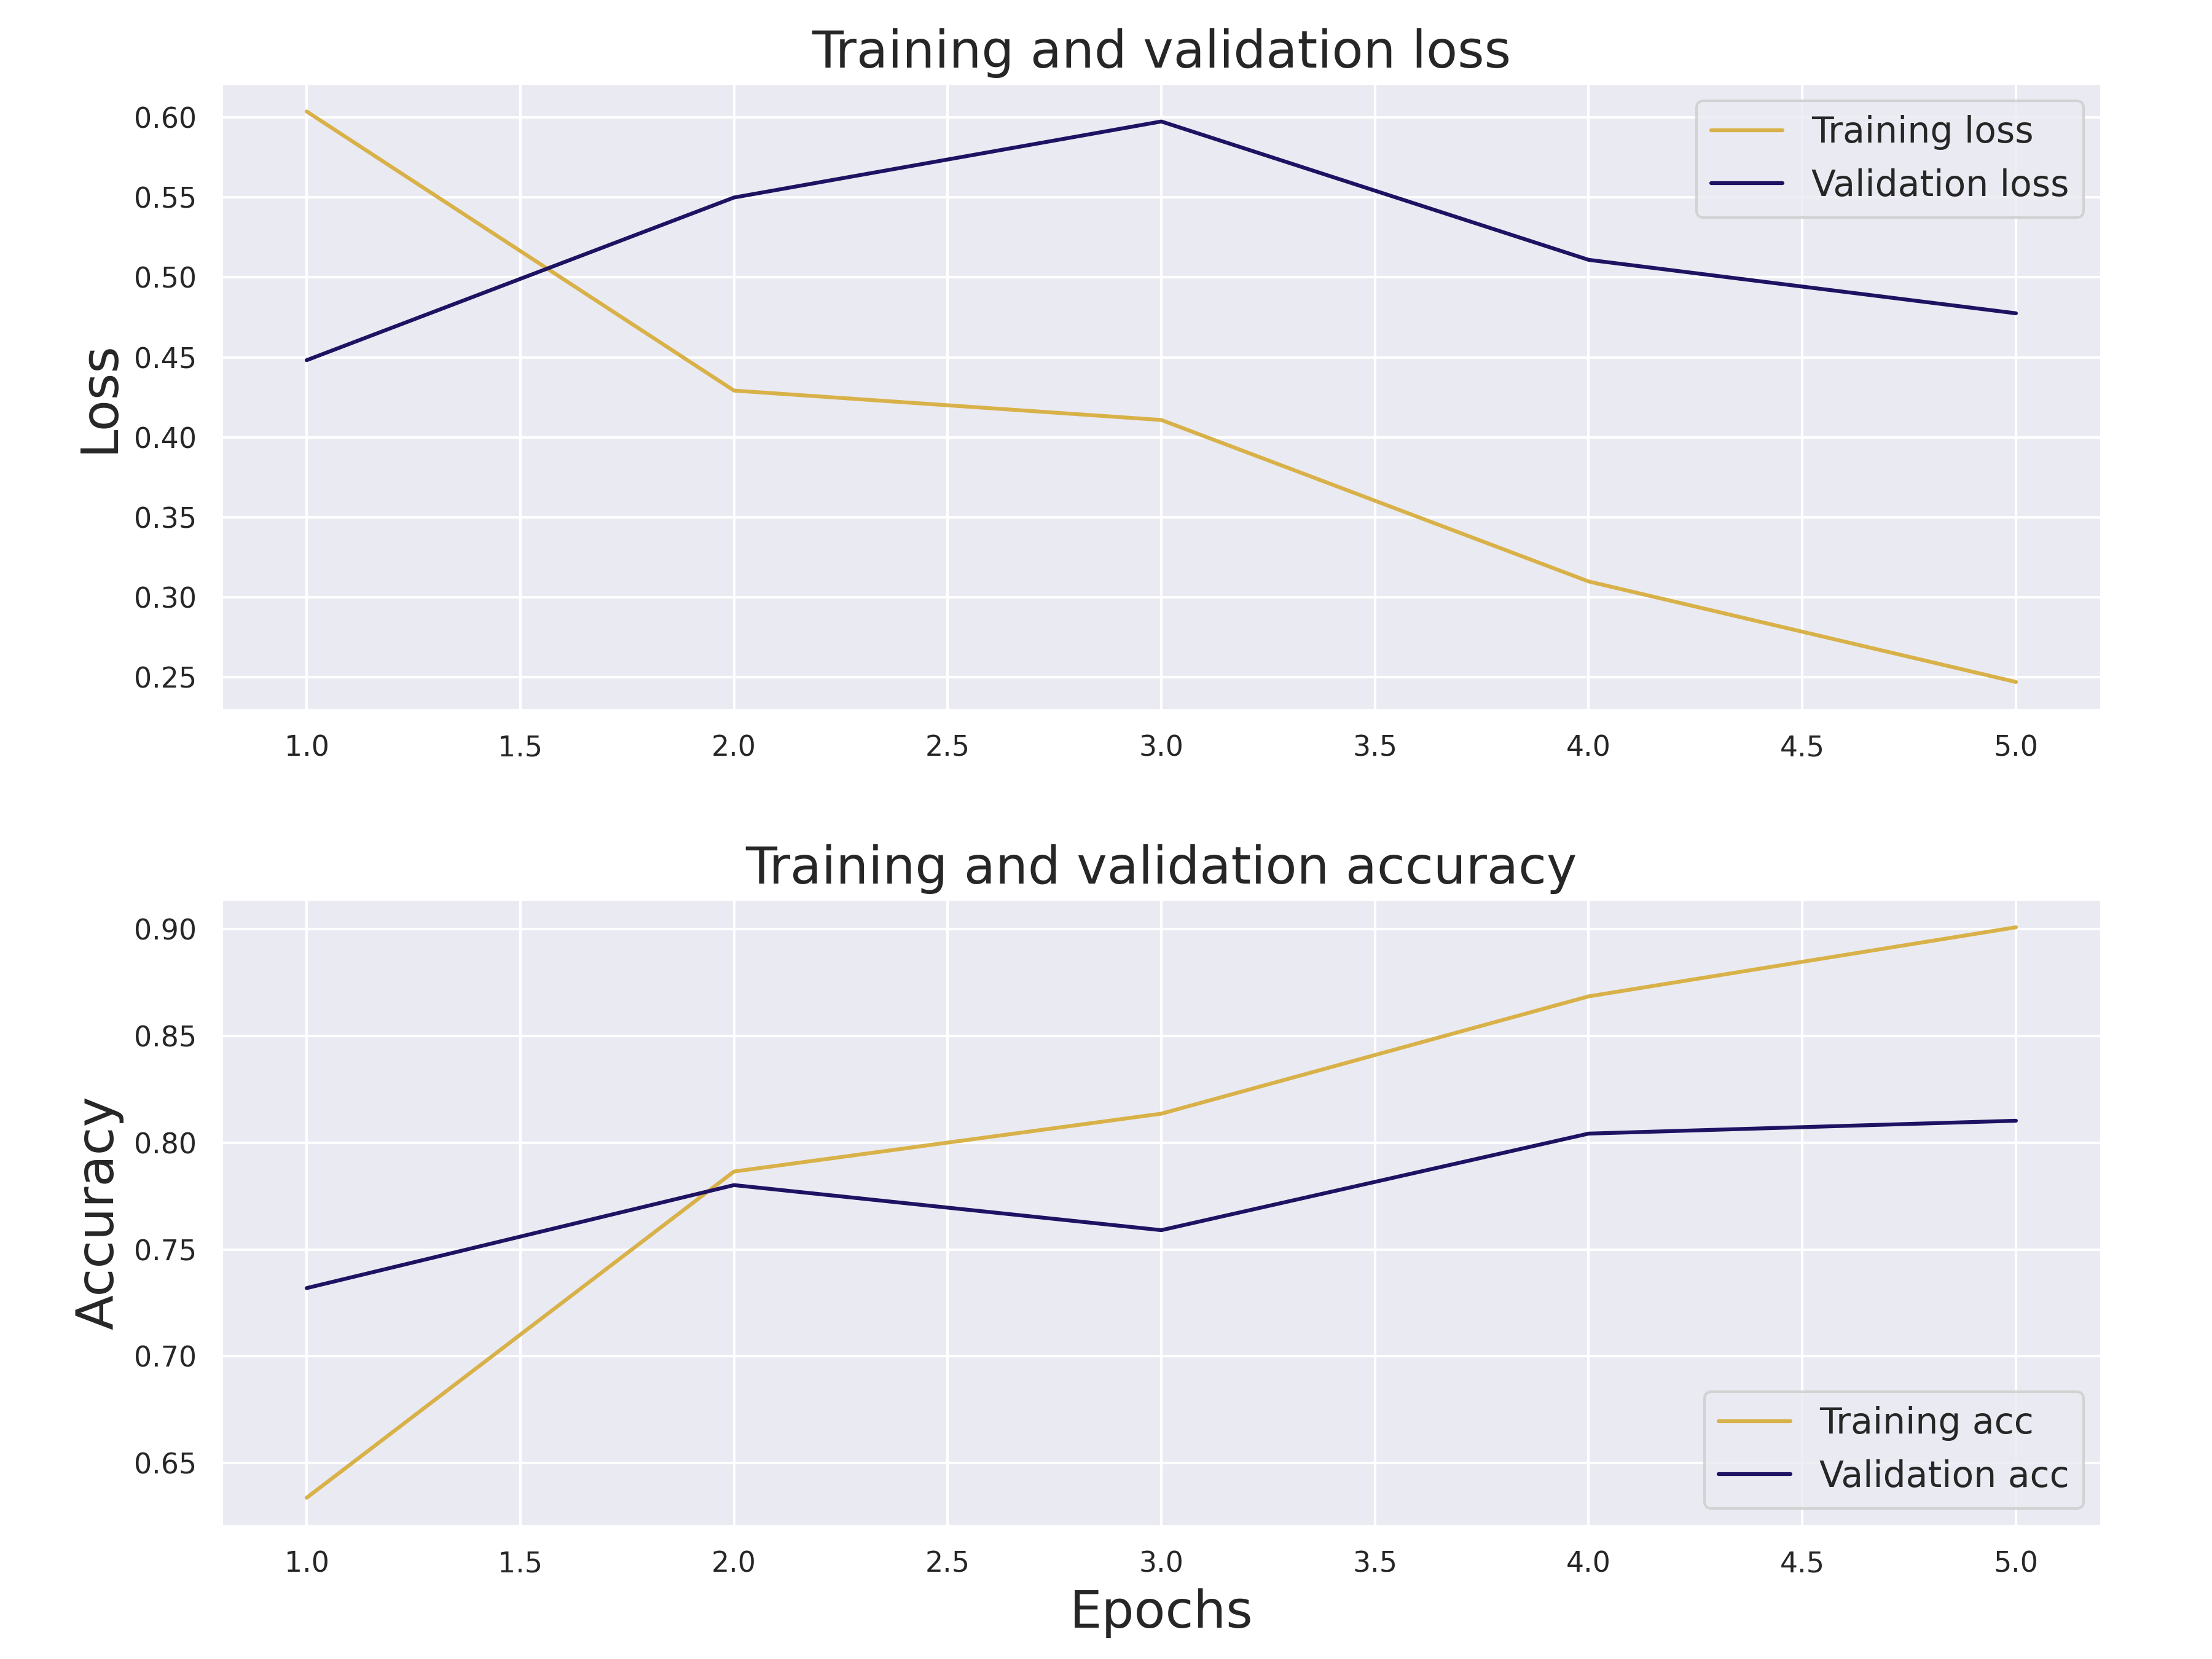 Training and validation loss
Loss
0.60
0.55
0.50
0.45
0.40
0.35
0.30
0.25
Training loss
Validation loss
1.0 1.5 2.0 2.5 3.0 3.5 4.0 4.5 5.0
Training and validation accuracy
Accuracy
0.90
0.85
0.80
0.75
0.70
0.65
Training acc
Validation acc
1.0 1.5 2.0 2.5 3.0 3.5 4.0 4.5 5.0
Epochs